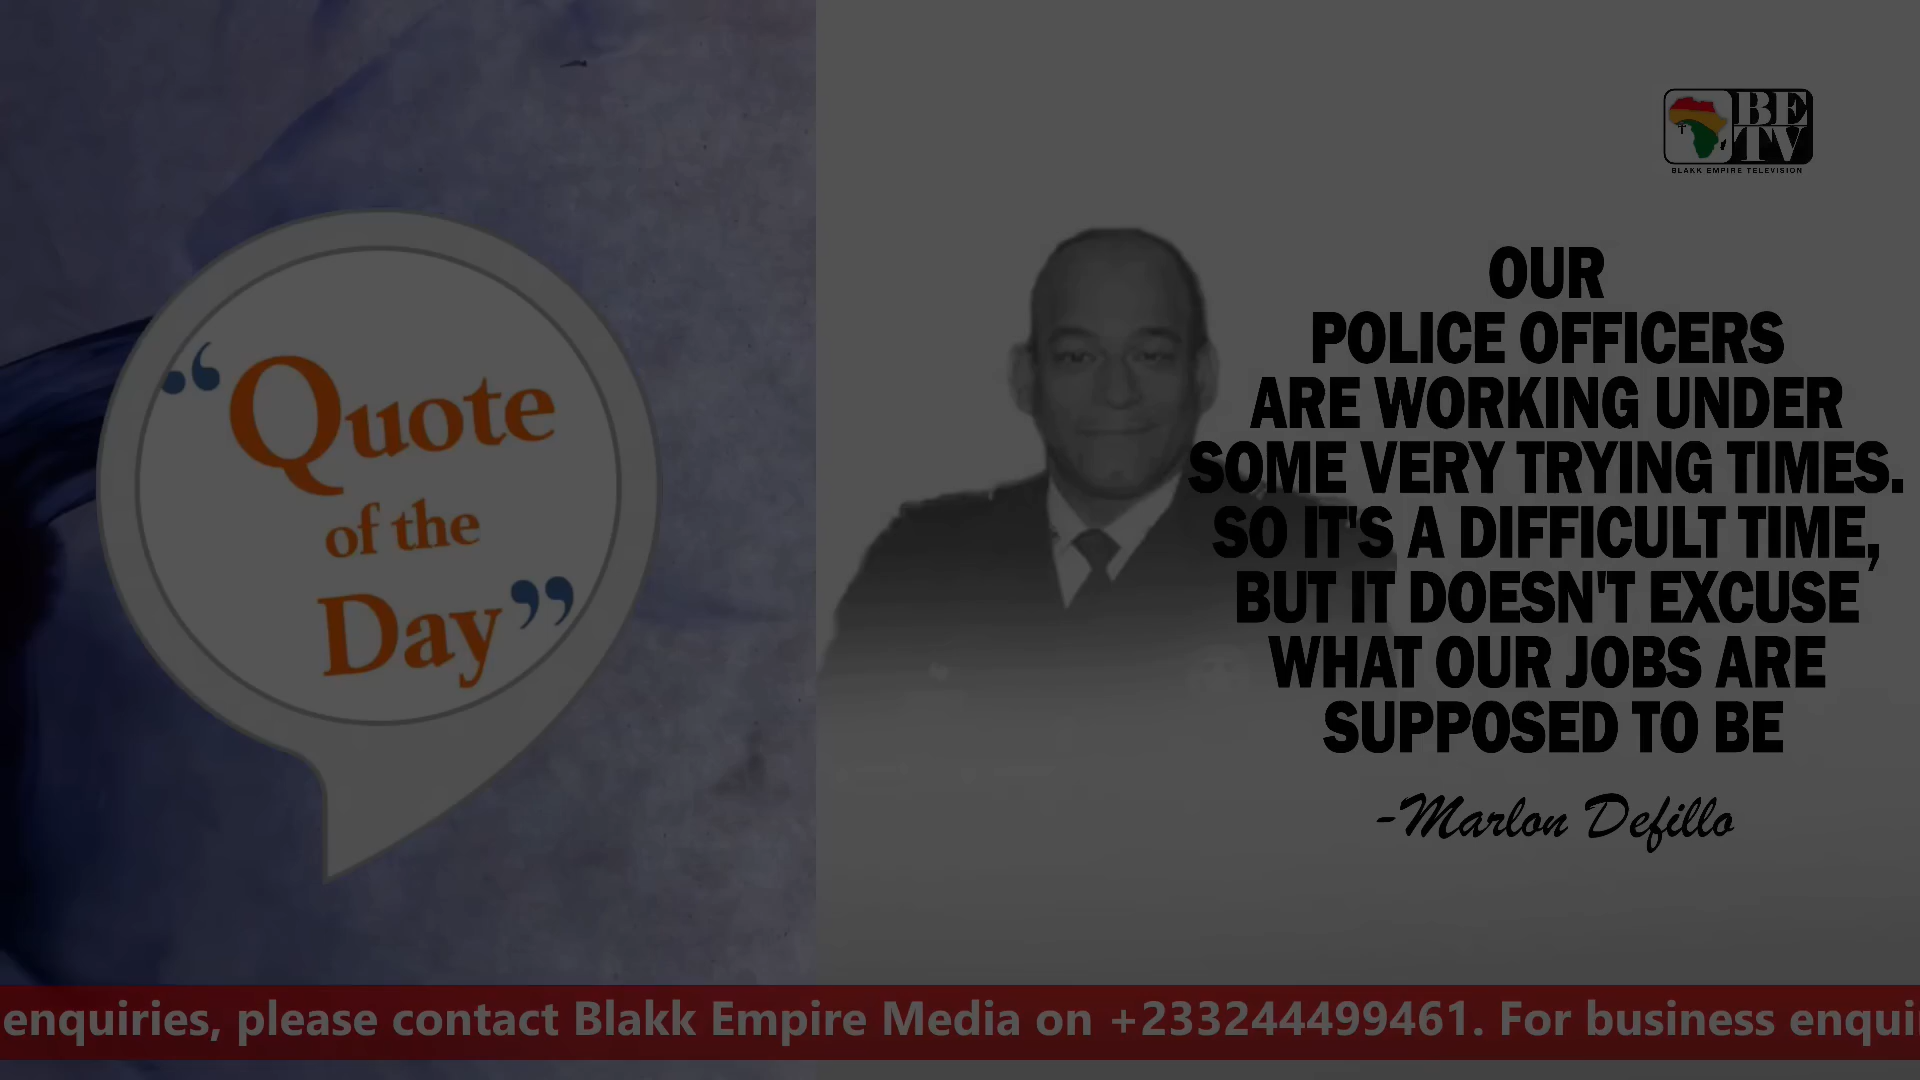 “Quote
of the
Day”
BE
TV
BLAKK EMPIRE TELEVISION
OUR
POLICE OFFICERS
ARE WORKING UNDER
SOME VERY TRYING TIMES.
SO IT'S A DIFFICULT TIME,
BUT IT DOESN'T EXCUSE
WHAT OUR JOBS ARE
SUPPOSED TO BE
-Marlon Defillo
enquiries, please contact Blakk Empire Media on +233244499461. For business enqui